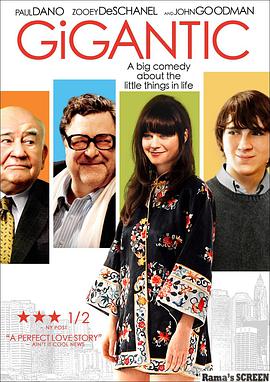 PAUL DANO ZOOEY DESCHANEL AND JOHN GOODMAN
GiGANTIC
A big comedy
about the
little things in life
★★★ 1/2
- NY POST
"A PERFECT LOVE STORY"
- AIN'T IT COOL NEWS
Rama's SCREEN